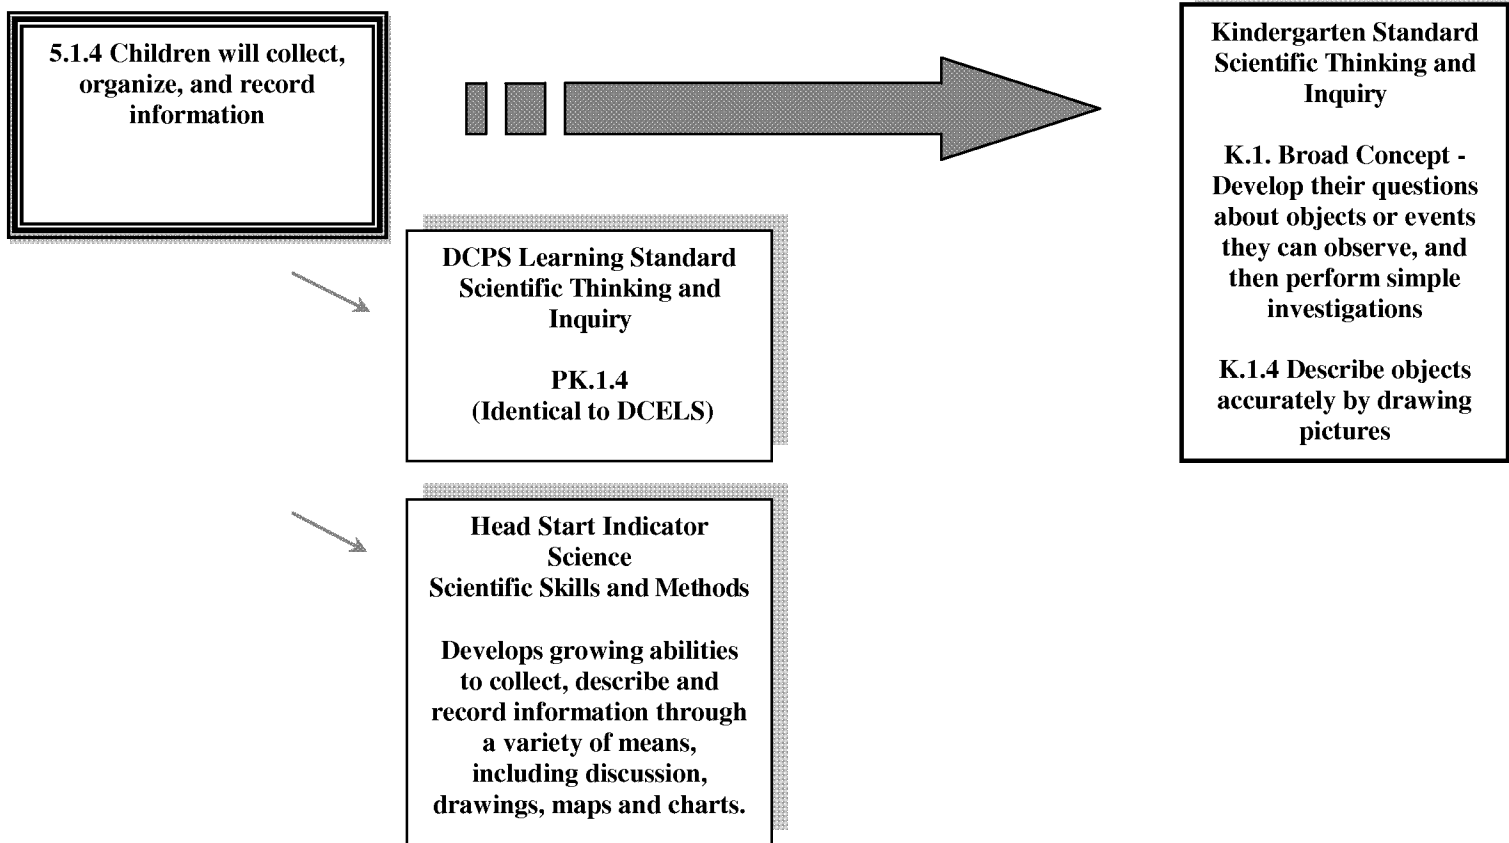 5.1.4 Children will collect,
organize, and record
information
Kindergarten Standard
Scientific Thinking and
Inquiry
K.1. Broad Concept -
Develop their questions
about objects or events
they can observe, and
then perform simple
investigations
K.1.4 Describe objects
accurately by drawing
pictures
DCPS Learning Standard
Scientific Thinking and
Inquiry
PK.1.4
(Identical to DCELS)
Head Start Indicator
Science
Scientific Skills and Methods
Develops growing abilities
to collect, describe and
record information through
a variety of means,
including discussion,
drawings, maps and charts.